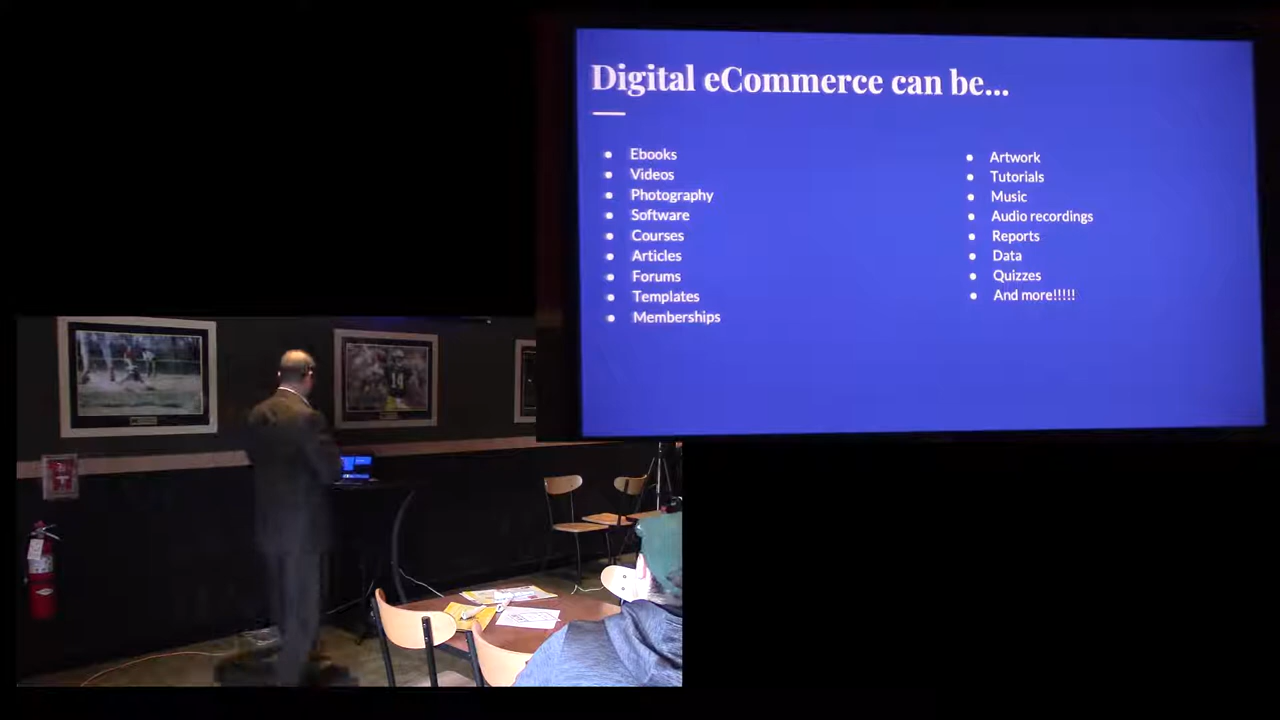 Digital eCommerce can be...
Ebooks
Videos
Photography
Software
Courses
Articles
Forums
Templates
Memberships
Artwork
Tutorials
Music
Audio recordings
Reports
Data
Quizzes
And more!!!!!
14